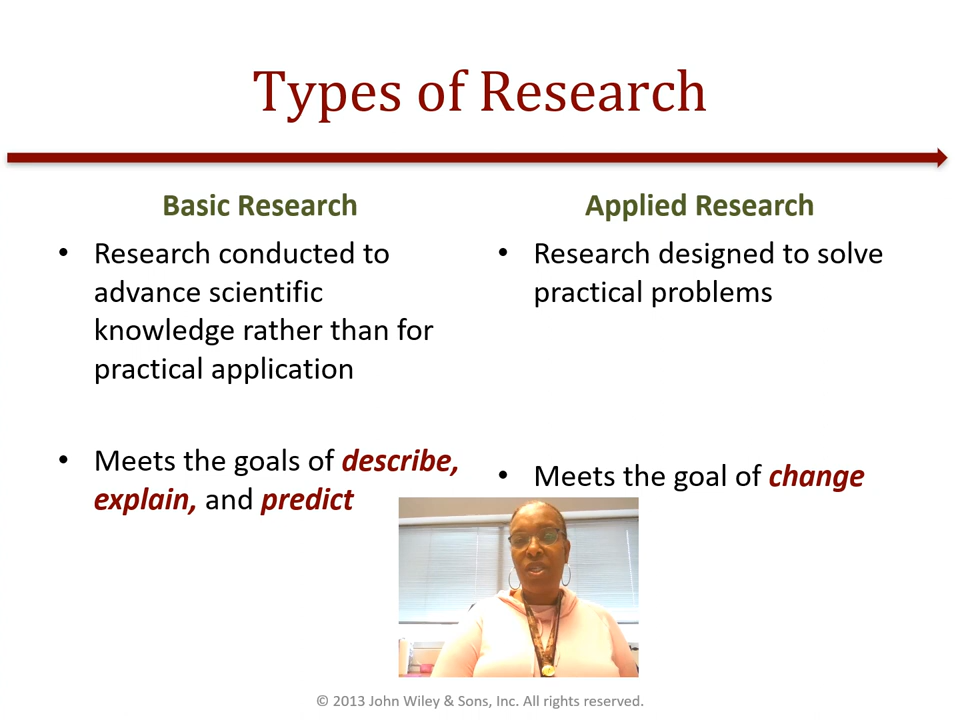 Types of Research
Basic Research
• Research conducted to
advance scientific
knowledge rather than for
practical application
• Meets the goals of describe,
explain, and predict
Applied Research
• Research designed to solve
practical problems
• Meets the goal of change
© 2013 John Wiley & Sons, Inc. All rights reserved.